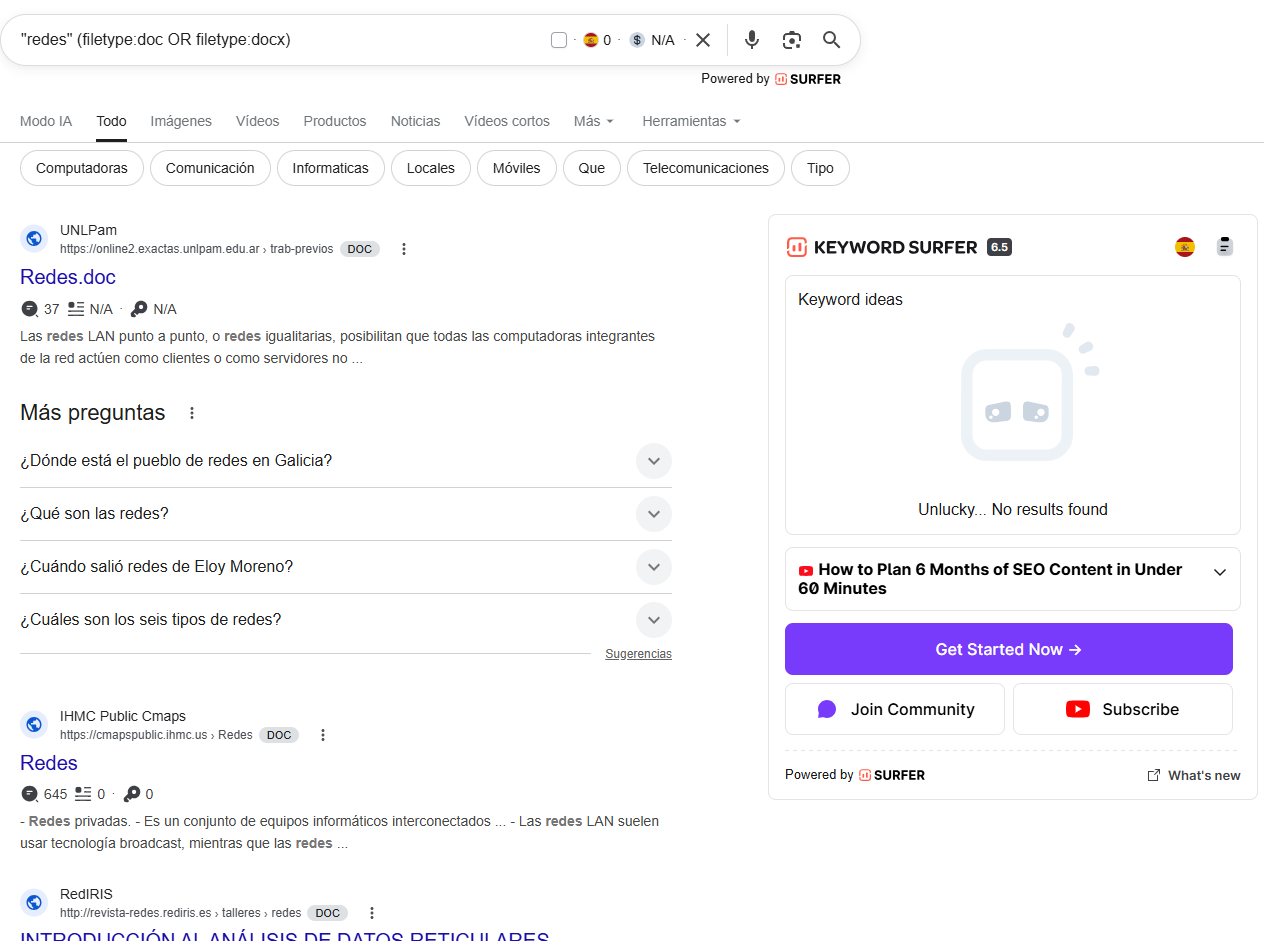 "redes" (filetype:doc OR filetype:docx)
· 0 · $ N/A ·
Powered by SURFER
Modo IA Todo Imágenes Vídeos Productos Noticias Vídeos cortos Más Herramientas
Computadoras Comunicación Informaticas Locales Móviles Que Telecomunicaciones Tipo
UNLPam
https://online2.exactas.unlpam.edu.ar › trab-previos DOC
Redes.doc
37 N/A · N/A
Las redes LAN punto a punto, o redes igualitarias, posibilitan que todas las computadoras integrantes
de la red actúen como clientes o como servidores no ...
Más preguntas
¿Dónde está el pueblo de redes en Galicia?
¿Qué son las redes?
¿Cuándo salió redes de Eloy Moreno?
¿Cuáles son los seis tipos de redes?
Sugerencias
IHMC Public Cmaps
https://cmapspublic.ihmc.us › Redes DOC
Redes
645 0 · 0
- Redes privadas. - Es un conjunto de equipos informáticos interconectados ... - Las redes LAN suelen
usar tecnología broadcast, mientras que las redes ...
RedIRIS
http://revista-redes.rediris.es › talleres › redes DOC
INTRODUCCIÓN AL ANÁLISIS DE DATOS RETICULARES
KEYWORD SURFER 6.5
Keyword ideas
Unlucky... No results found
How to Plan 6 Months of SEO Content in Under
60 Minutes
Get Started Now →
Join Community
Subscribe
Powered by SURFER
What's new